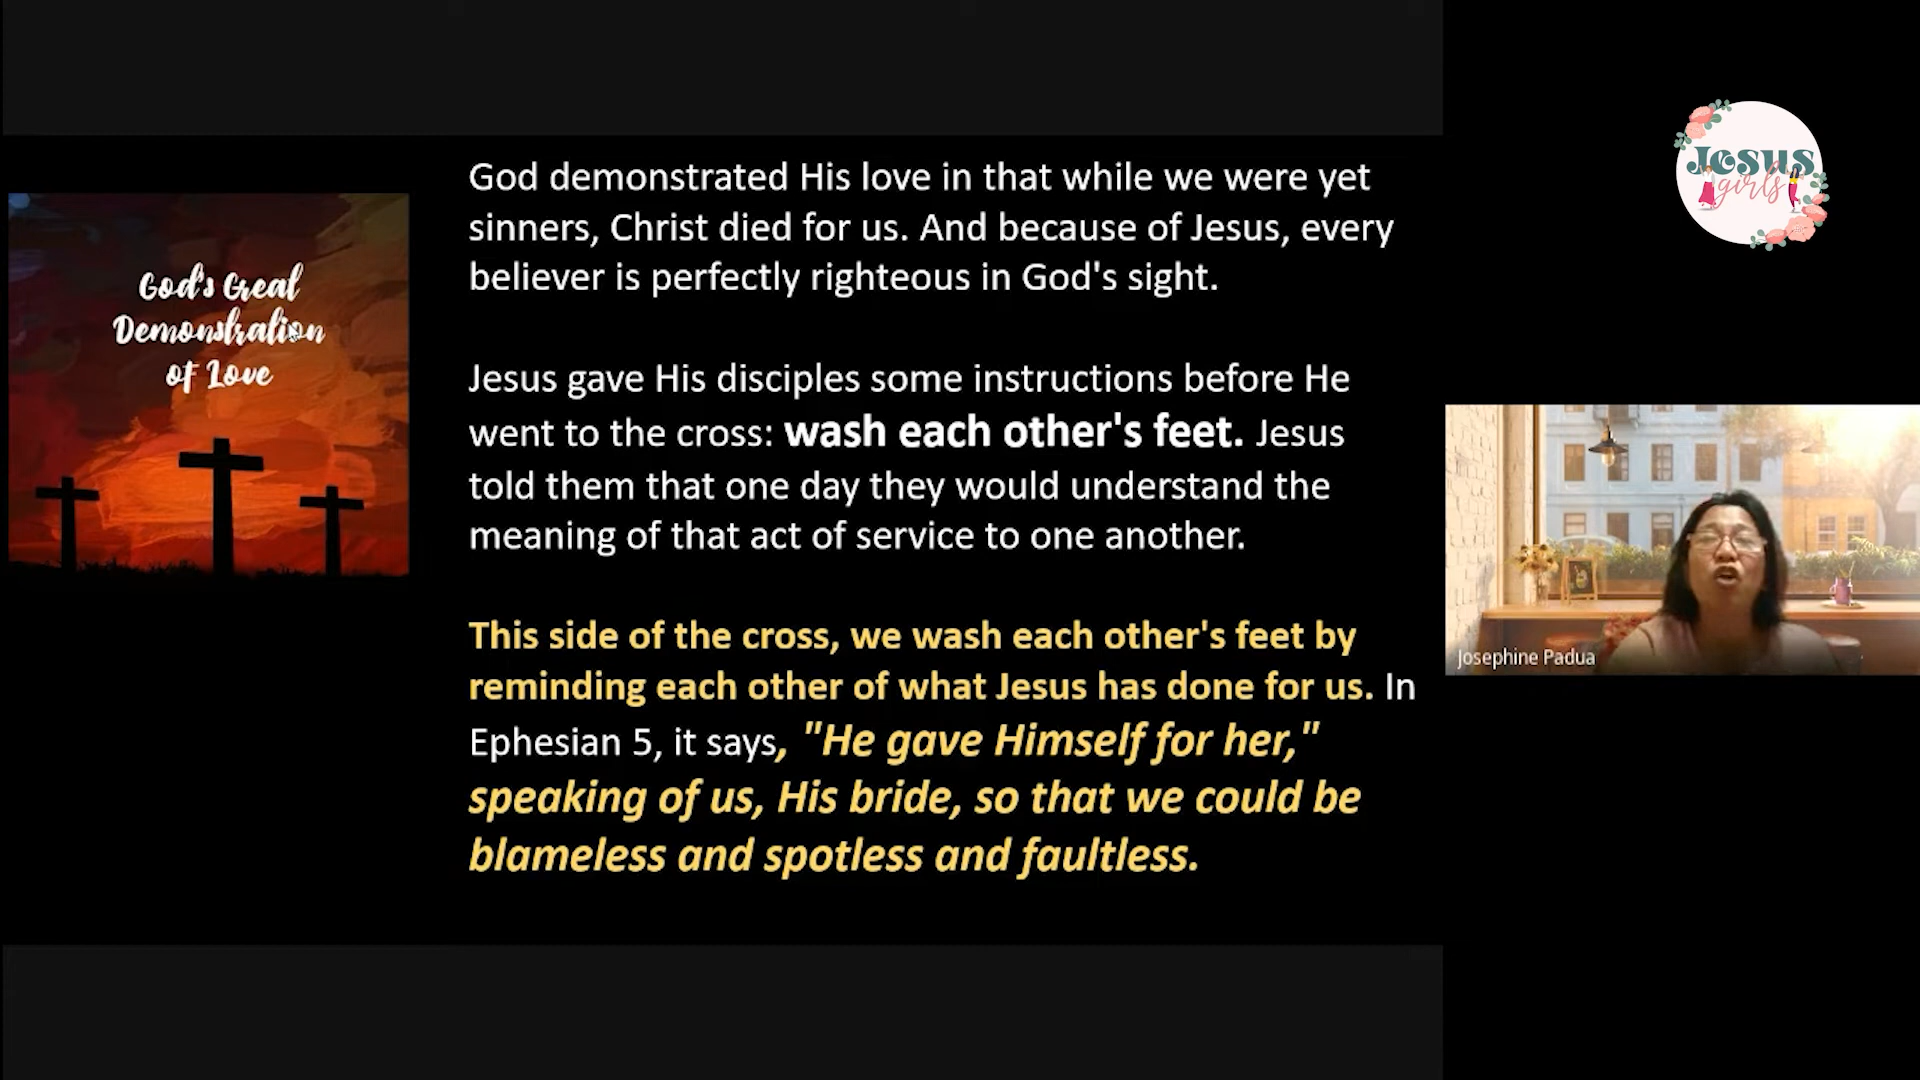 God's Great
Demonstration
of Love
God demonstrated His love in that while we were yet
sinners, Christ died for us. And because of Jesus, every
believer is perfectly righteous in God's sight.
Jesus gave His disciples some instructions before He
went to the cross: wash each other's feet. Jesus
told them that one day they would understand the
meaning of that act of service to one another.
This side of the cross, we wash each other's feet by
reminding each other of what Jesus has done for us. In
Ephesian 5, it says, "He gave Himself for her,"
speaking of us, His bride, so that we could be
blameless and spotless and faultless.
Jesus
girls
Josephine Padua